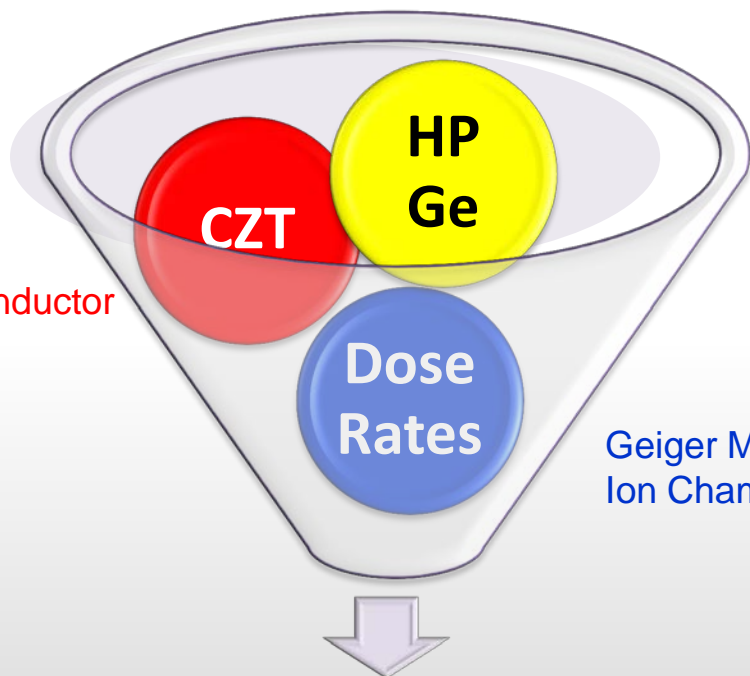 HP
Ge
CZT
nductor
Dose
Rates
Geiger M
Ion Cham